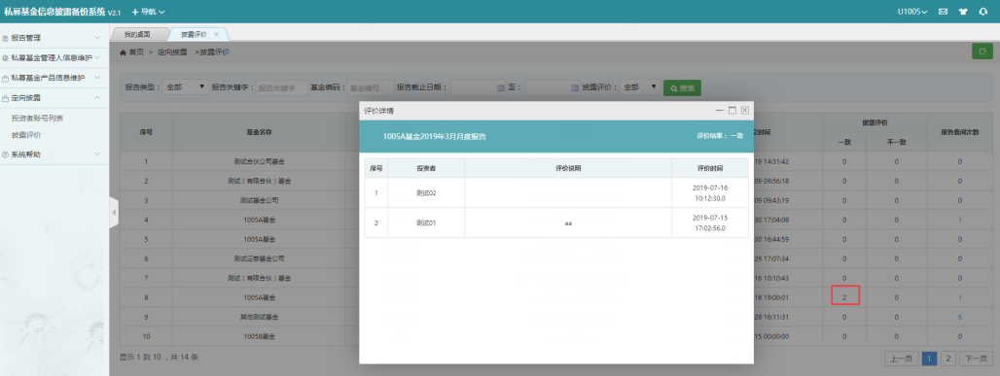 私募基金信息披露备份系统 V2.1 + 导航 U1005
报告管理
私募基金管理人信息维护
私募基金产品信息维护
定向披露
投资者账号列表
披露评价
系统帮助
我的桌面 披露评价 ×
首页 > 定向披露 >披露评价
报告类型： 全部 报告关键字： 报告关键字 基金编码： 基金编号 报告截止日期： 至： 披露评价： 全部 搜索
序号 基金名称 时间 披露评价 报告查阅次数
一致 不一致
1 测试合伙公司基金 19 14:31:42 0 0 0
2 测试（有限合伙）基金 09 09:56:18 0 0 0
3 测试基金公司 09 09:43:19 0 0 0
4 1005A基金 30 17:04:08 0 0 1
5 1005A基金 30 16:44:59 0 0 0
6 测试证券基金公司 29 17:07:34 0 0 0
7 测试（有限合伙）基金 16 10:10:43 0 0 0
8 1005A基金 18 19:00:01 2 0 1
9 其他测试基金 28 16:11:31 0 0 6
10 1005B基金 15 00:00:00 0 0 0
显示 1 到 10 ，共 14 条
上一页 1 2 下一页
评价详情
1005A基金2019年3月月度报告 评价结果： 一致
序号 投资者 评价说明 评价时间
1 测试02 2019-07-16
10:12:30.0
2 测试01 aa 2019-07-15
17:02:56.0